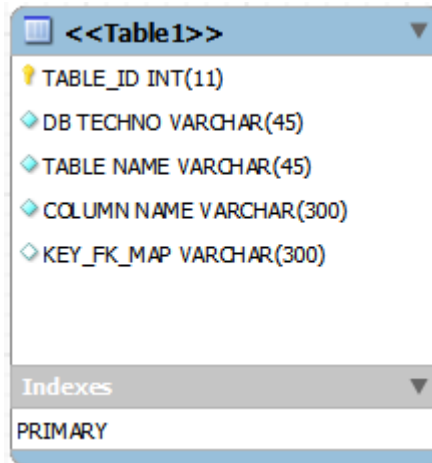 <<Table1>>
TABLE_ID INT(11)
DB TECHNO VARCHAR(45)
TABLE NAME VARCHAR(45)
COLUMN NAME VARCHAR(300)
KEY_FK_MAP VARCHAR(300)
Indexes
PRIMARY